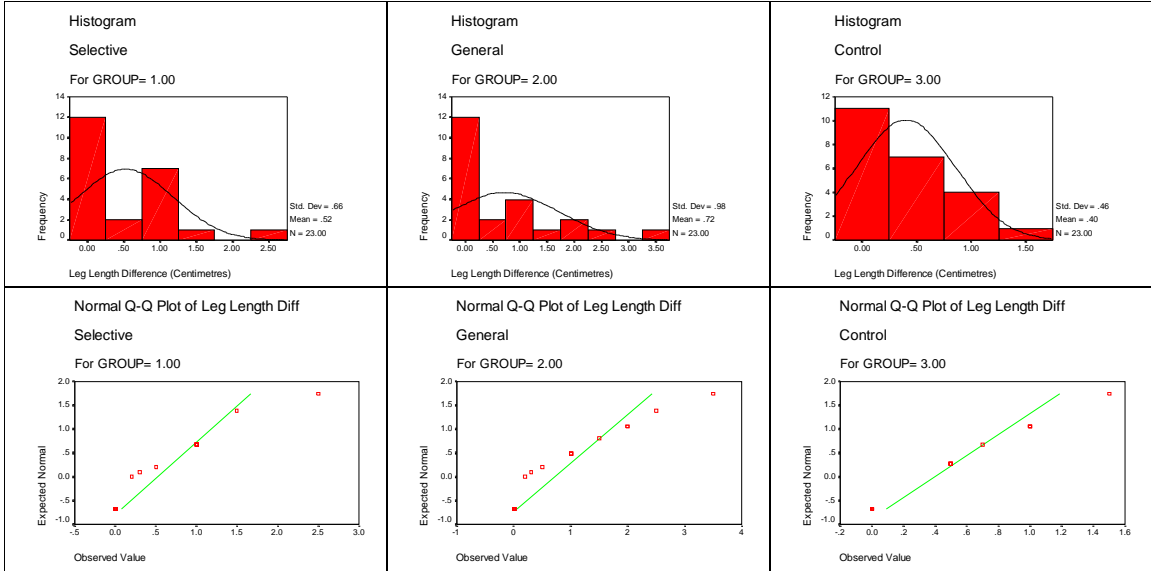 Histogram
Selective
For GROUP= 1.00
14
12
10
8
6
4
2
0
Frequency
0.00 .50 1.00 1.50 2.00 2.50
Std. Dev = .66
Mean = .52
N = 23.00
Leg Length Difference (Centimetres)
Histogram
General
For GROUP= 2.00
14
12
10
8
6
4
2
0
Frequency
0.00 .50 1.00 1.50 2.00 2.50 3.00 3.50
Std. Dev = .98
Mean = .72
N = 23.00
Leg Length Difference (Centimetres)
Histogram
Control
For GROUP= 3.00
12
10
8
6
4
2
0
Frequency
0.00 .50 1.00 1.50
Std. Dev = .46
Mean = .40
N = 23.00
Leg Length Difference (Centimetres)
Normal Q-Q Plot of Leg Length Diff
Selective
For GROUP= 1.00
2.0
1.5
1.0
.5
0.0
-.5
-1.0
Expected Normal
-.5 0.0 .5 1.0 1.5 2.0 2.5 3.0
Observed Value
Normal Q-Q Plot of Leg Length Diff
General
For GROUP= 2.00
2.0
1.5
1.0
.5
0.0
-.5
-1.0
Expected Normal
-1 0 1 2 3 4
Observed Value
Normal Q-Q Plot of Leg Length Diff
Control
For GROUP= 3.00
2.0
1.5
1.0
.5
0.0
-.5
-1.0
Expected Normal
-.2 0.0 .2 .4 .6 .8 1.0 1.2 1.4 1.6
Observed Value